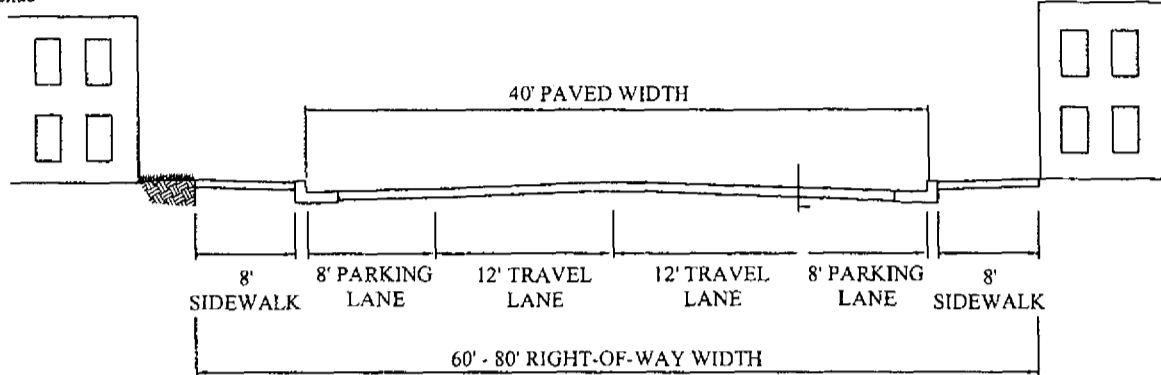 40' PAVED WIDTH
8' SIDEWALK
8' PARKING LANE
12' TRAVEL LANE
12' TRAVEL LANE
8' PARKING LANE
8' SIDEWALK
60' - 80' RIGHT-OF-WAY WIDTH